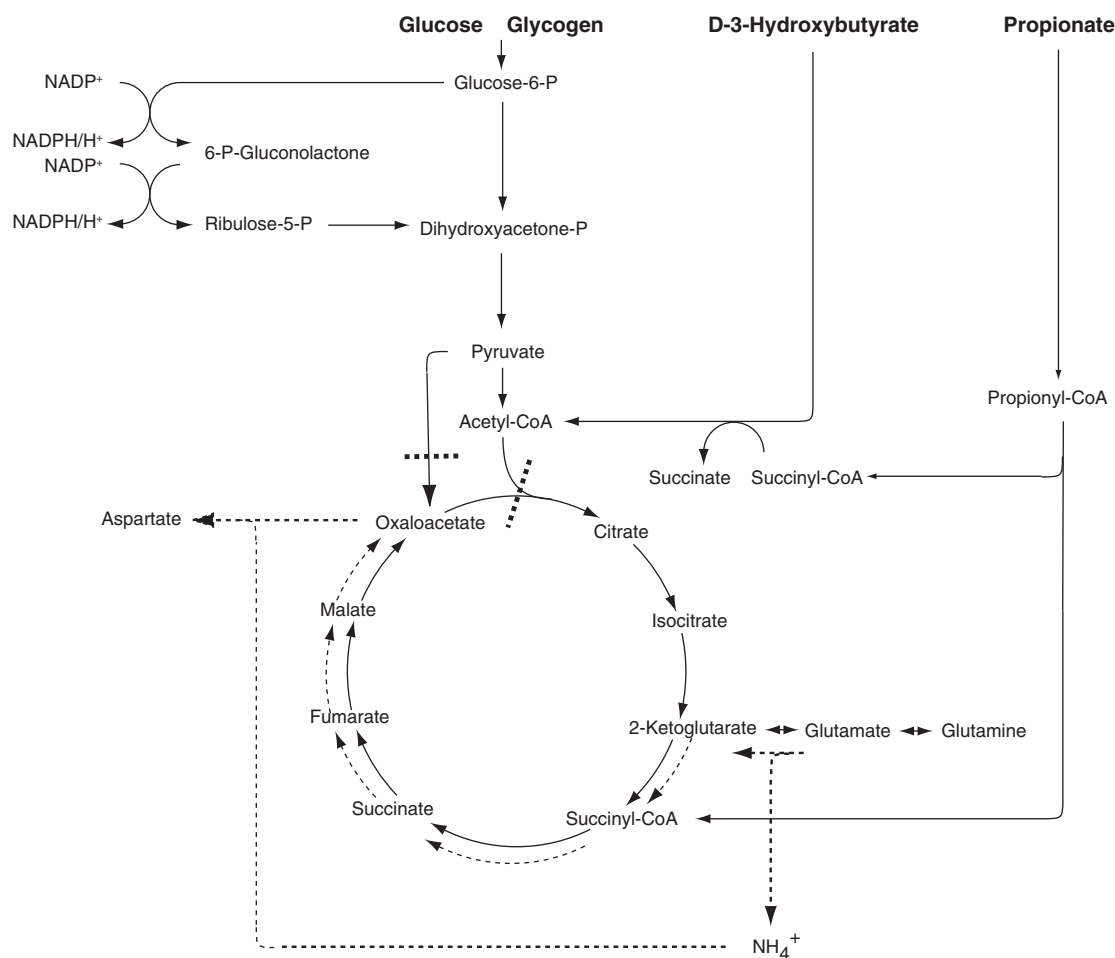 Glucose Glycogen D-3-Hydroxybutyrate Propionate
NADP⁺ Glucose-6-P
NADPH/H⁺ 6-P-Gluconolactone
NADP⁺
NADPH/H⁺ Ribulose-5-P Dihydroxyacetone-P
Pyruvate
Propionyl-CoA
Acetyl-CoA
Succinate Succinyl-CoA
Aspartate Oxaloacetate Citrate
Malate Isocitrate
Fumarate 2-Ketoglutarate Glutamate Glutamine
Succinate Succinyl-CoA
NH₄⁺